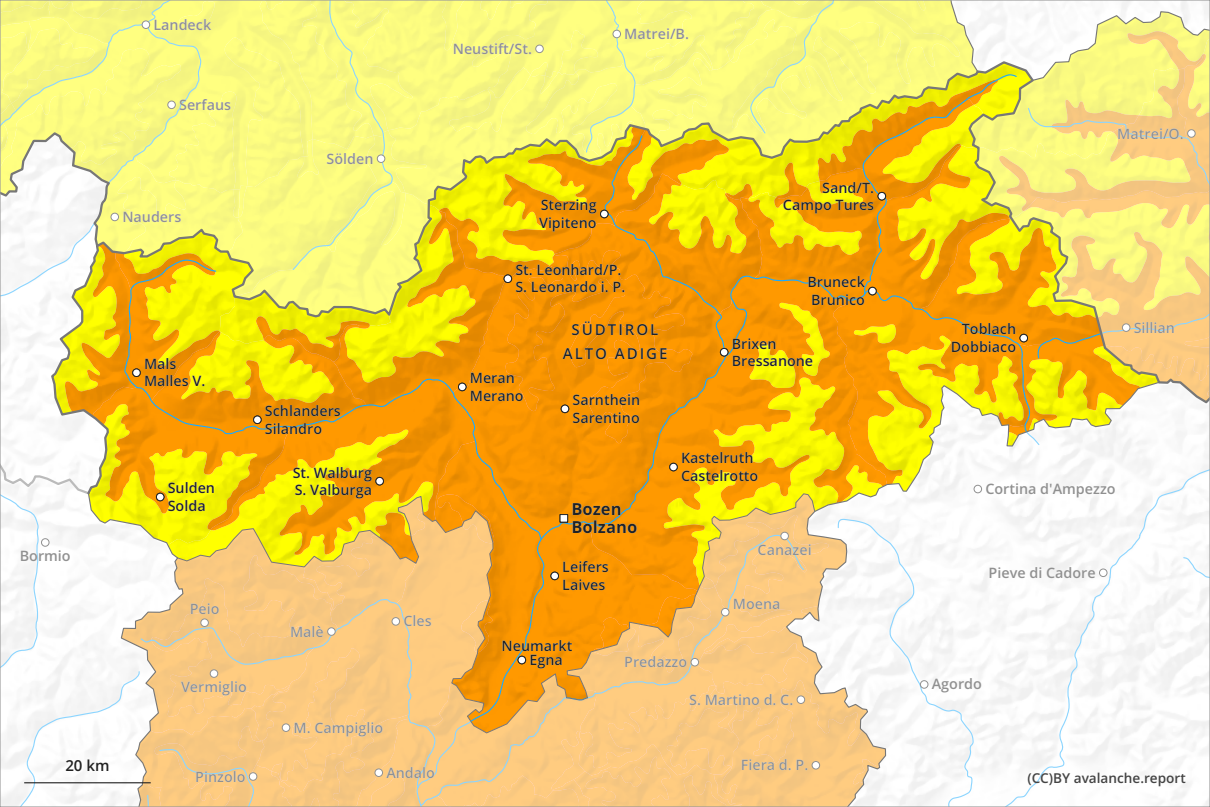 Landeck
Matrei/B.
Neustift/St.
Serfaus
Matrei/O.
Sölden
Sand/T.
Campo Tures
Sterzing
Vipiteno
Nauders
St. Leonhard/P.
S. Leonardo i. P.
Bruneck
Brunico
SÜDTIROL
ALTO ADIGE
Toblach
Dobbiaco
Sillian
Brixen
Bressanone
Mals
Malles V.
Meran
Merano
Sarnthein
Sarentino
Schlanders
Silandro
Kastelruth
Castelrotto
St. Walburg
S. Valburga
Sulden
Solda
Cortina d'Ampezzo
Bozen
Bolzano
Bormio
Canazei
Leifers
Laives
Pieve di Cadore
Peio
Moena
Cles
Malè
Neumarkt
Egna
Predazzo
Vermiglio
Agordo
S. Martino d. C.
M. Campiglio
20 km
Pinzolo
Andalo
Fiera d. P.
(CC)BY avalanche.report